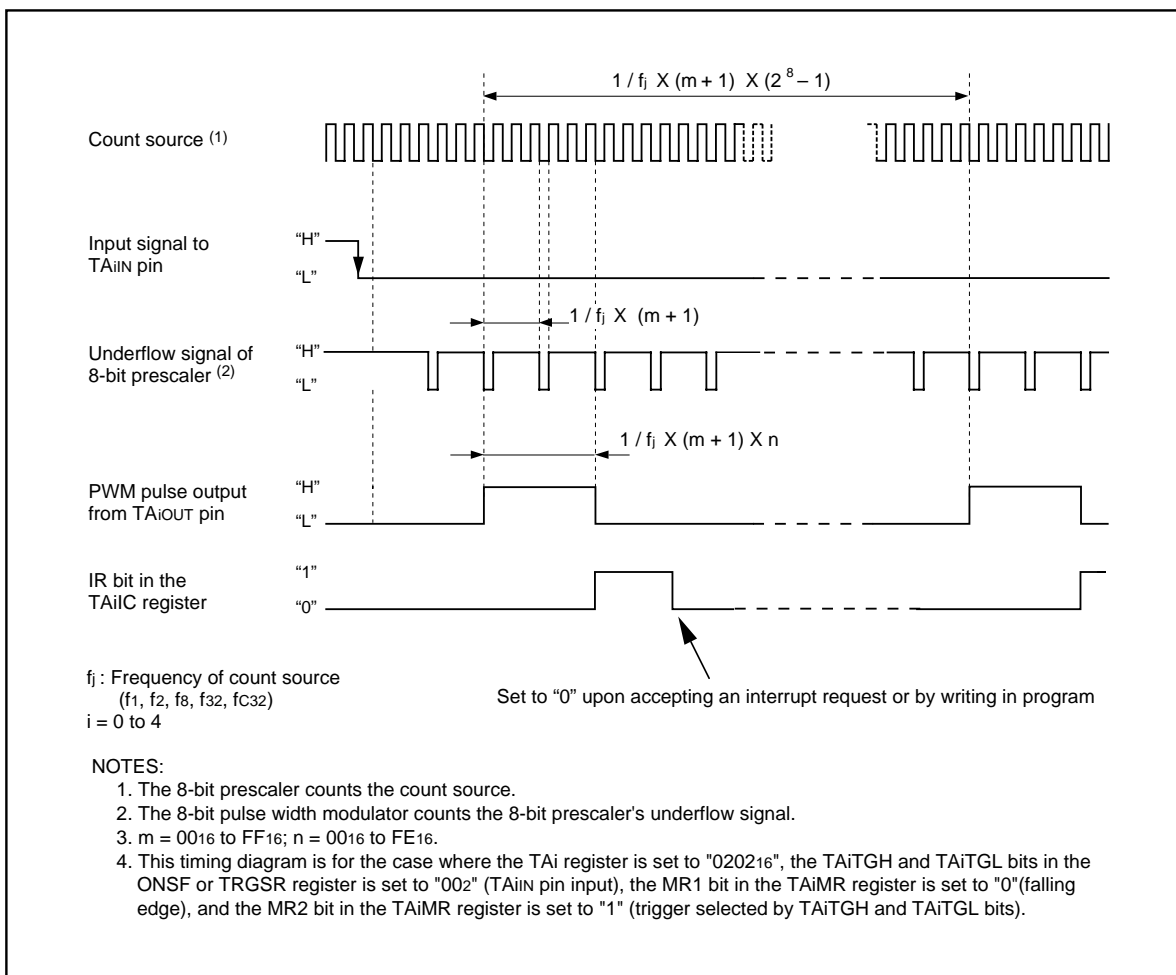 1 / fj X (m + 1) X (2^8 – 1)
Count source (1)
Input signal to
TAiIN pin
“H”
“L”
1 / fj X (m + 1)
Underflow signal of
8-bit prescaler (2)
“H”
“L”
1 / fj X (m + 1) X n
PWM pulse output
from TAiOUT pin
“H”
“L”
IR bit in the
TAiIC register
“1”
“0”
fj : Frequency of count source
(f1, f2, f8, f32, fC32)
i = 0 to 4
Set to “0” upon accepting an interrupt request or by writing in program
NOTES:
1. The 8-bit prescaler counts the count source.
2. The 8-bit pulse width modulator counts the 8-bit prescaler's underflow signal.
3. m = 0016 to FF16; n = 0016 to FE16.
4. This timing diagram is for the case where the TAi register is set to "020216", the TAiTGH and TAiTGL bits in the
ONSF or TRGSR register is set to "002" (TAiIN pin input), the MR1 bit in the TAiMR register is set to "0"(falling
edge), and the MR2 bit in the TAiMR register is set to "1" (trigger selected by TAiTGH and TAiTGL bits).